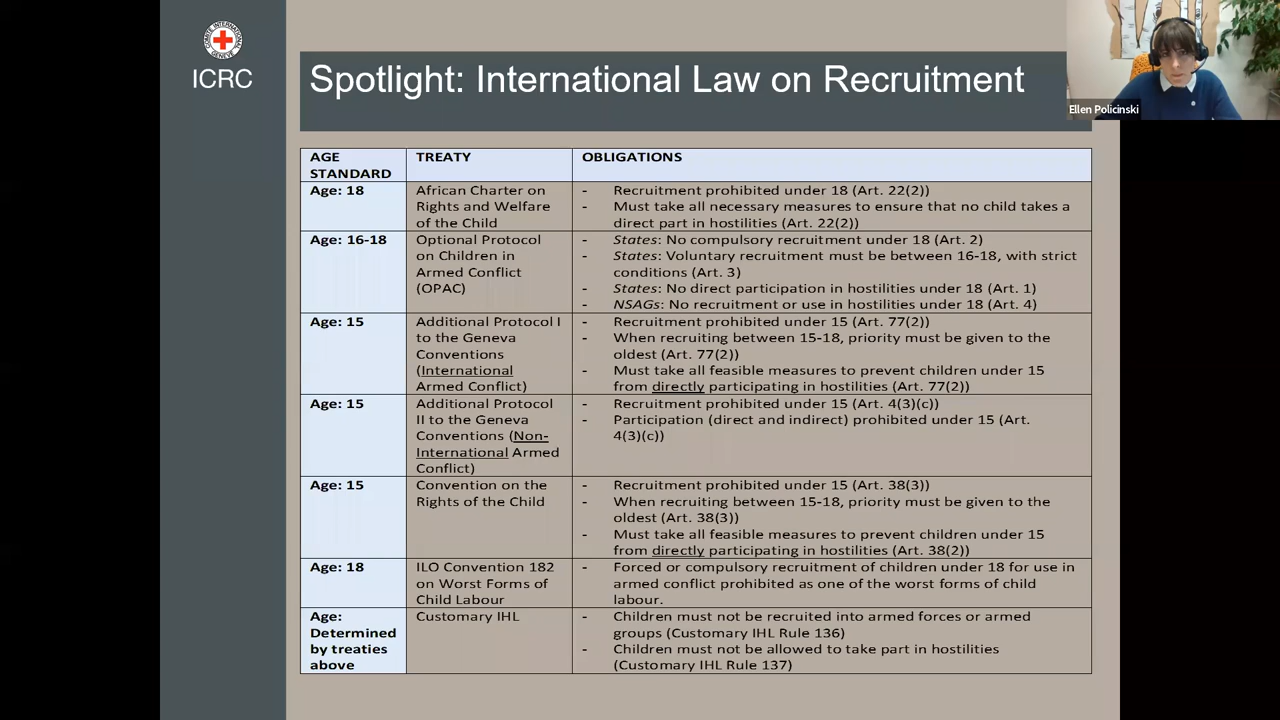 COMITE INTERNATIONAL GENEVE
ICRC
Spotlight: International Law on Recruitment
Ellen Policinski
AGE
STANDARD
TREATY
OBLIGATIONS
Age: 18
African Charter on
Rights and Welfare
of the Child
- Recruitment prohibited under 18 (Art. 22(2))
- Must take all necessary measures to ensure that no child takes a
direct part in hostilities (Art. 22(2))
Age: 16-18
Optional Protocol
on Children in
Armed Conflict
(OPAC)
- States: No compulsory recruitment under 18 (Art. 2)
- States: Voluntary recruitment must be between 16-18, with strict
conditions (Art. 3)
- States: No direct participation in hostilities under 18 (Art. 1)
- NSAGs: No recruitment or use in hostilities under 18 (Art. 4)
Age: 15
Additional Protocol I
to the Geneva
Conventions
(International
Armed Conflict)
- Recruitment prohibited under 15 (Art. 77(2))
- When recruiting between 15-18, priority must be given to the
oldest (Art. 77(2))
- Must take all feasible measures to prevent children under 15
from directly participating in hostilities (Art. 77(2))
Age: 15
Additional Protocol
II to the Geneva
Conventions (Non-
International Armed
Conflict)
- Recruitment prohibited under 15 (Art. 4(3)(c))
- Participation (direct and indirect) prohibited under 15 (Art.
4(3)(c))
Age: 15
Convention on the
Rights of the Child
- Recruitment prohibited under 15 (Art. 38(3))
- When recruiting between 15-18, priority must be given to the
oldest (Art. 38(3))
- Must take all feasible measures to prevent children under 15
from directly participating in hostilities (Art. 38(2))
Age: 18
ILO Convention 182
on Worst Forms of
Child Labour
- Forced or compulsory recruitment of children under 18 for use in
armed conflict prohibited as one of the worst forms of child
labour.
Age:
Determined
by treaties
above
Customary IHL
- Children must not be recruited into armed forces or armed
groups (Customary IHL Rule 136)
- Children must not be allowed to take part in hostilities
(Customary IHL Rule 137)